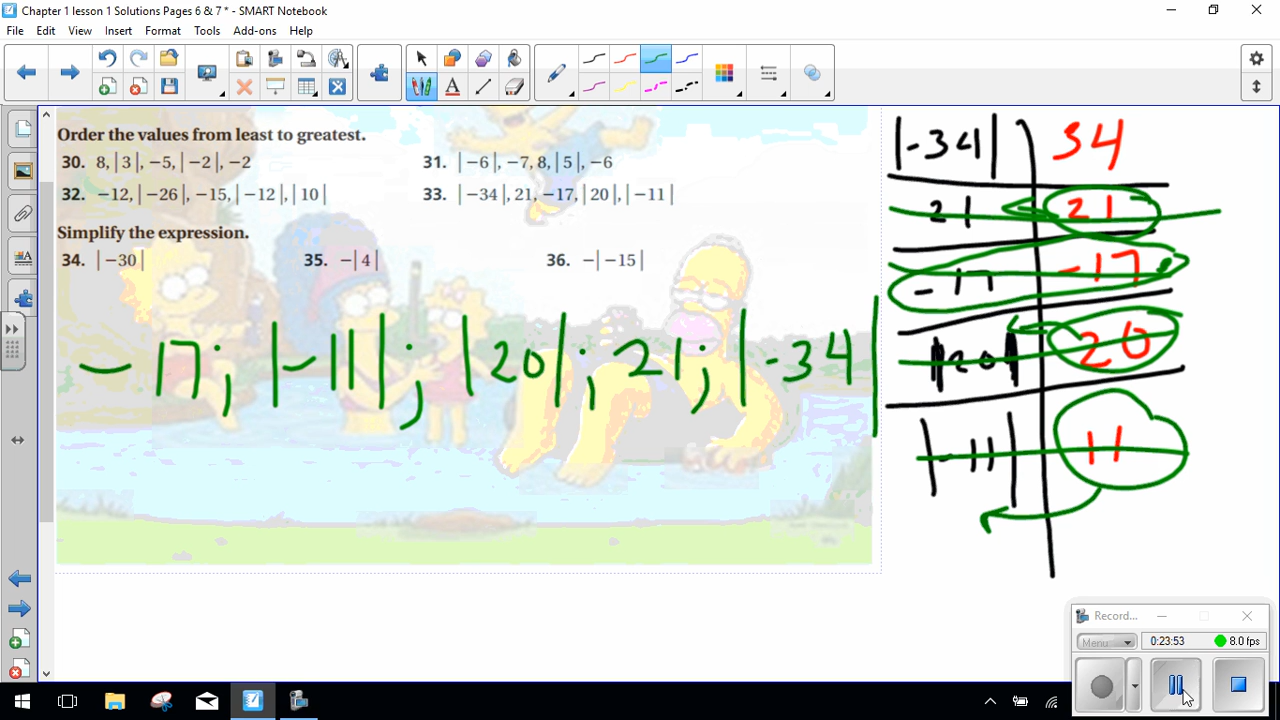 Chapter 1 lesson 1 Solutions Pages 6 & 7 * - SMART Notebook
File Edit View Insert Format Tools Add-ons Help
Order the values from least to greatest.
30. 8, |3|, −5, |−2|, −2
31. |−6|, −7, 8, |5|, −6
32. −12, |−26|, −15, |−12|, |10|
33. |−34|, 21, −17, |20|, |−11|
Simplify the expression.
34. |−30|
35. −|4|
36. −|−15|
-17; |-11|; |20|; 21; |-34|
|-34| 34
21 21
-17 -17
|20| 20
|-11| 11
Record...
Menu 0:23:53 8.0 fps